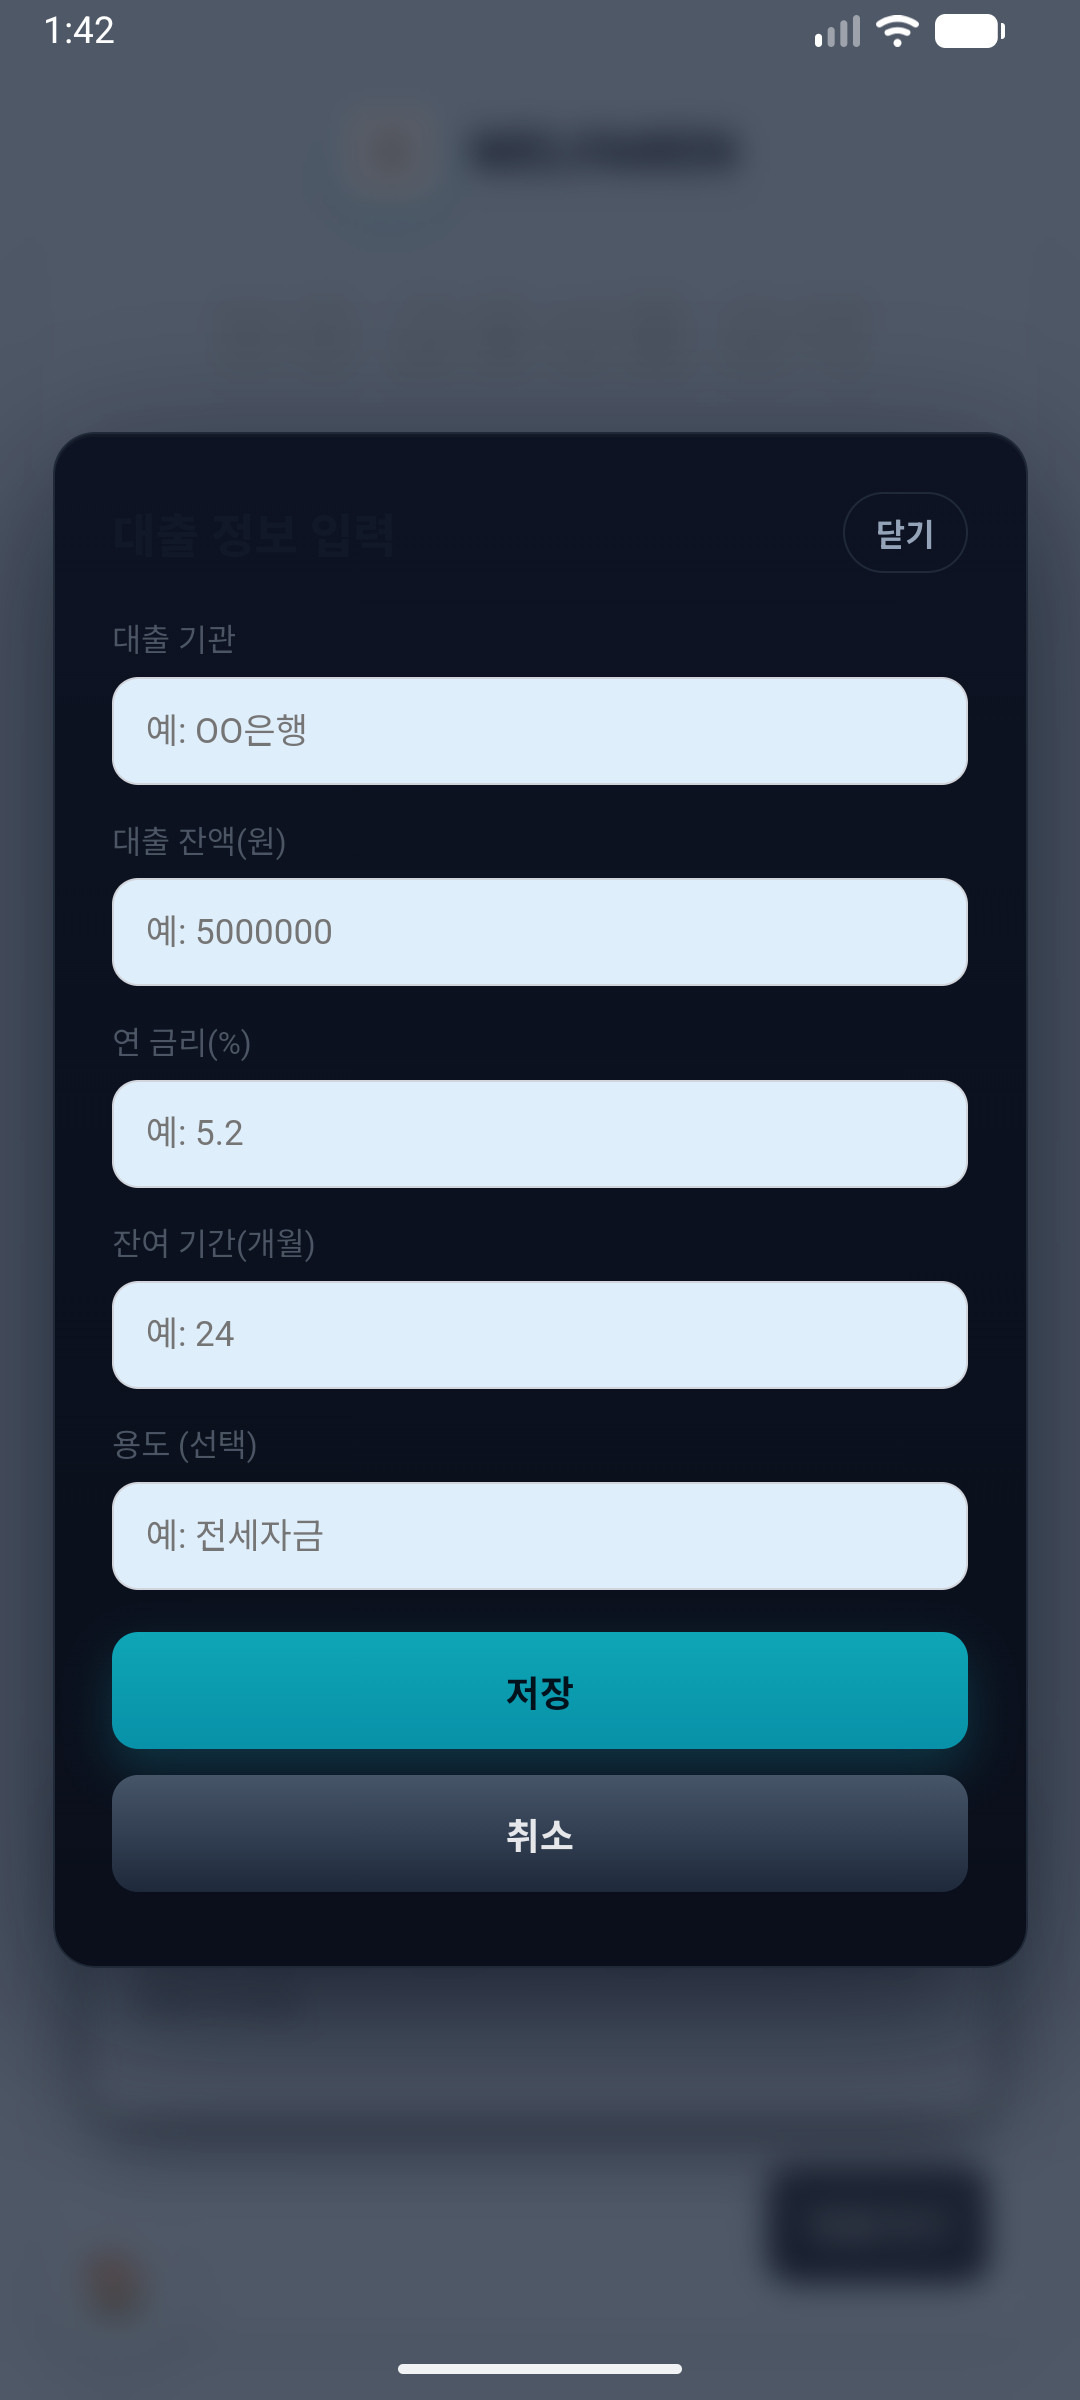 1:42
대출 정보 입력
닫기
대출 기관
예: OO은행
대출 잔액(원)
예: 5000000
연 금리(%)
예: 5.2
잔여 기간(개월)
예: 24
용도 (선택)
예: 전세자금
저장
취소